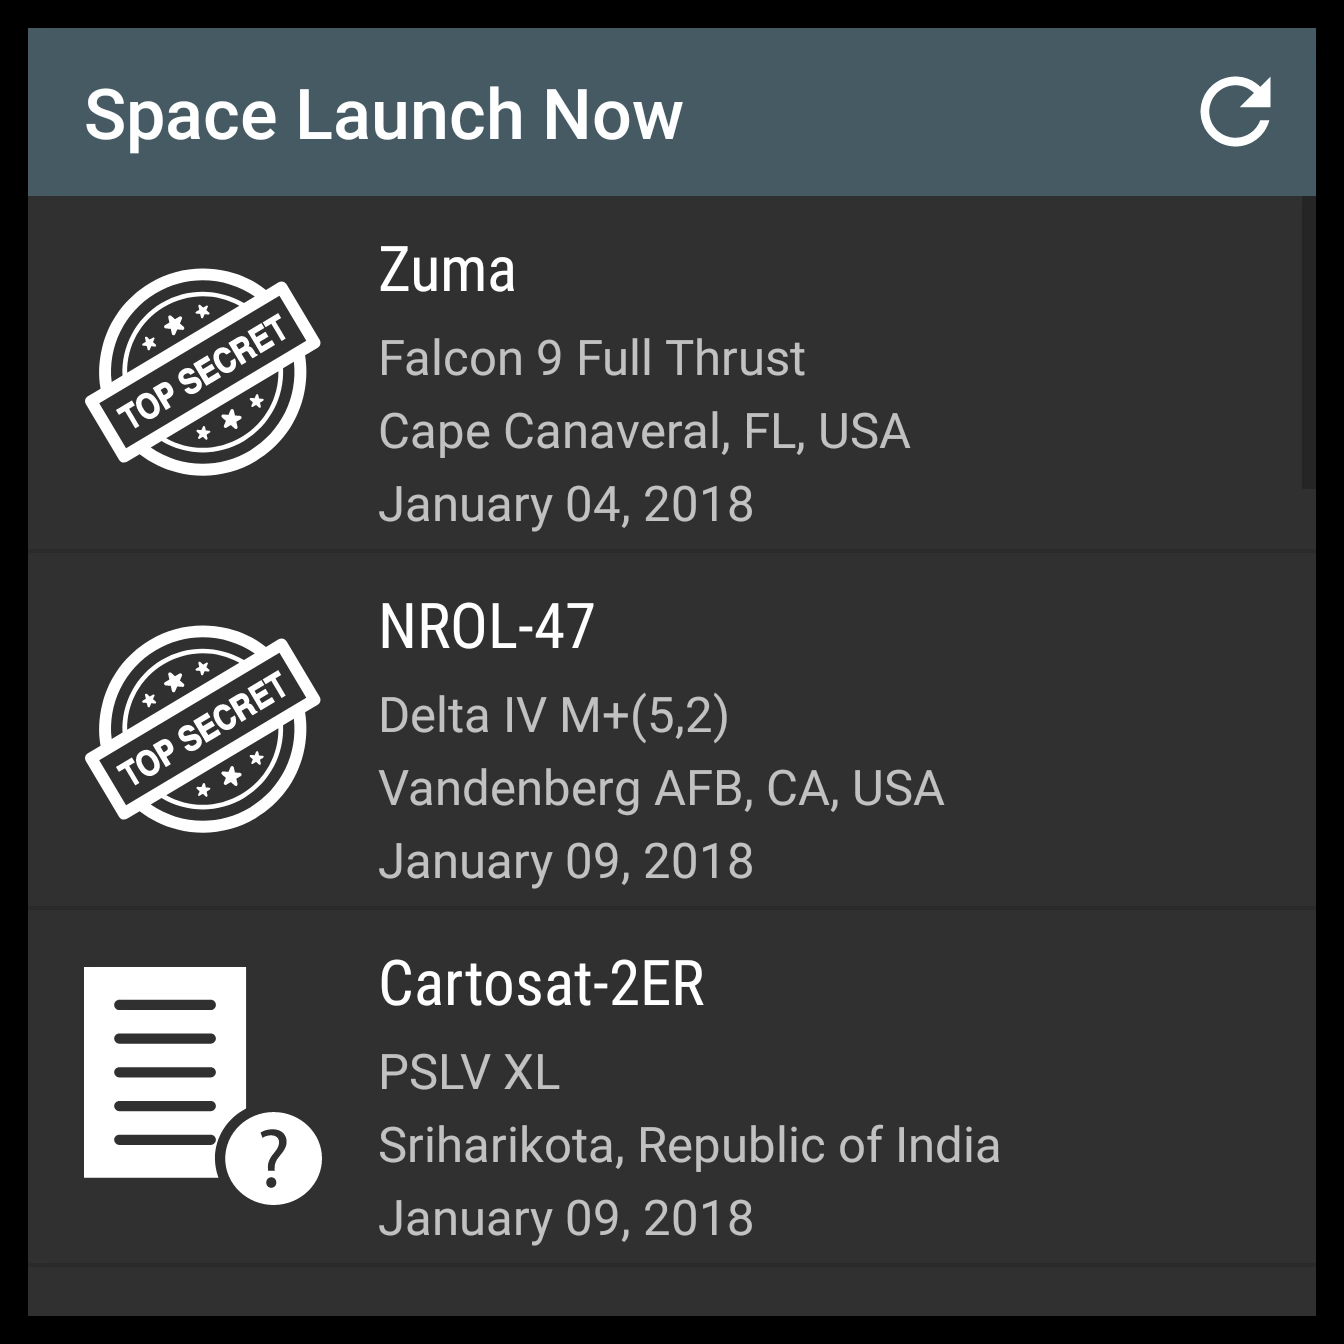 Space Launch Now
TOP SECRET
Zuma
Falcon 9 Full Thrust
Cape Canaveral, FL, USA
January 04, 2018
TOP SECRET
NROL-47
Delta IV M+(5,2)
Vandenberg AFB, CA, USA
January 09, 2018
?
Cartosat-2ER
PSLV XL
Sriharikota, Republic of India
January 09, 2018